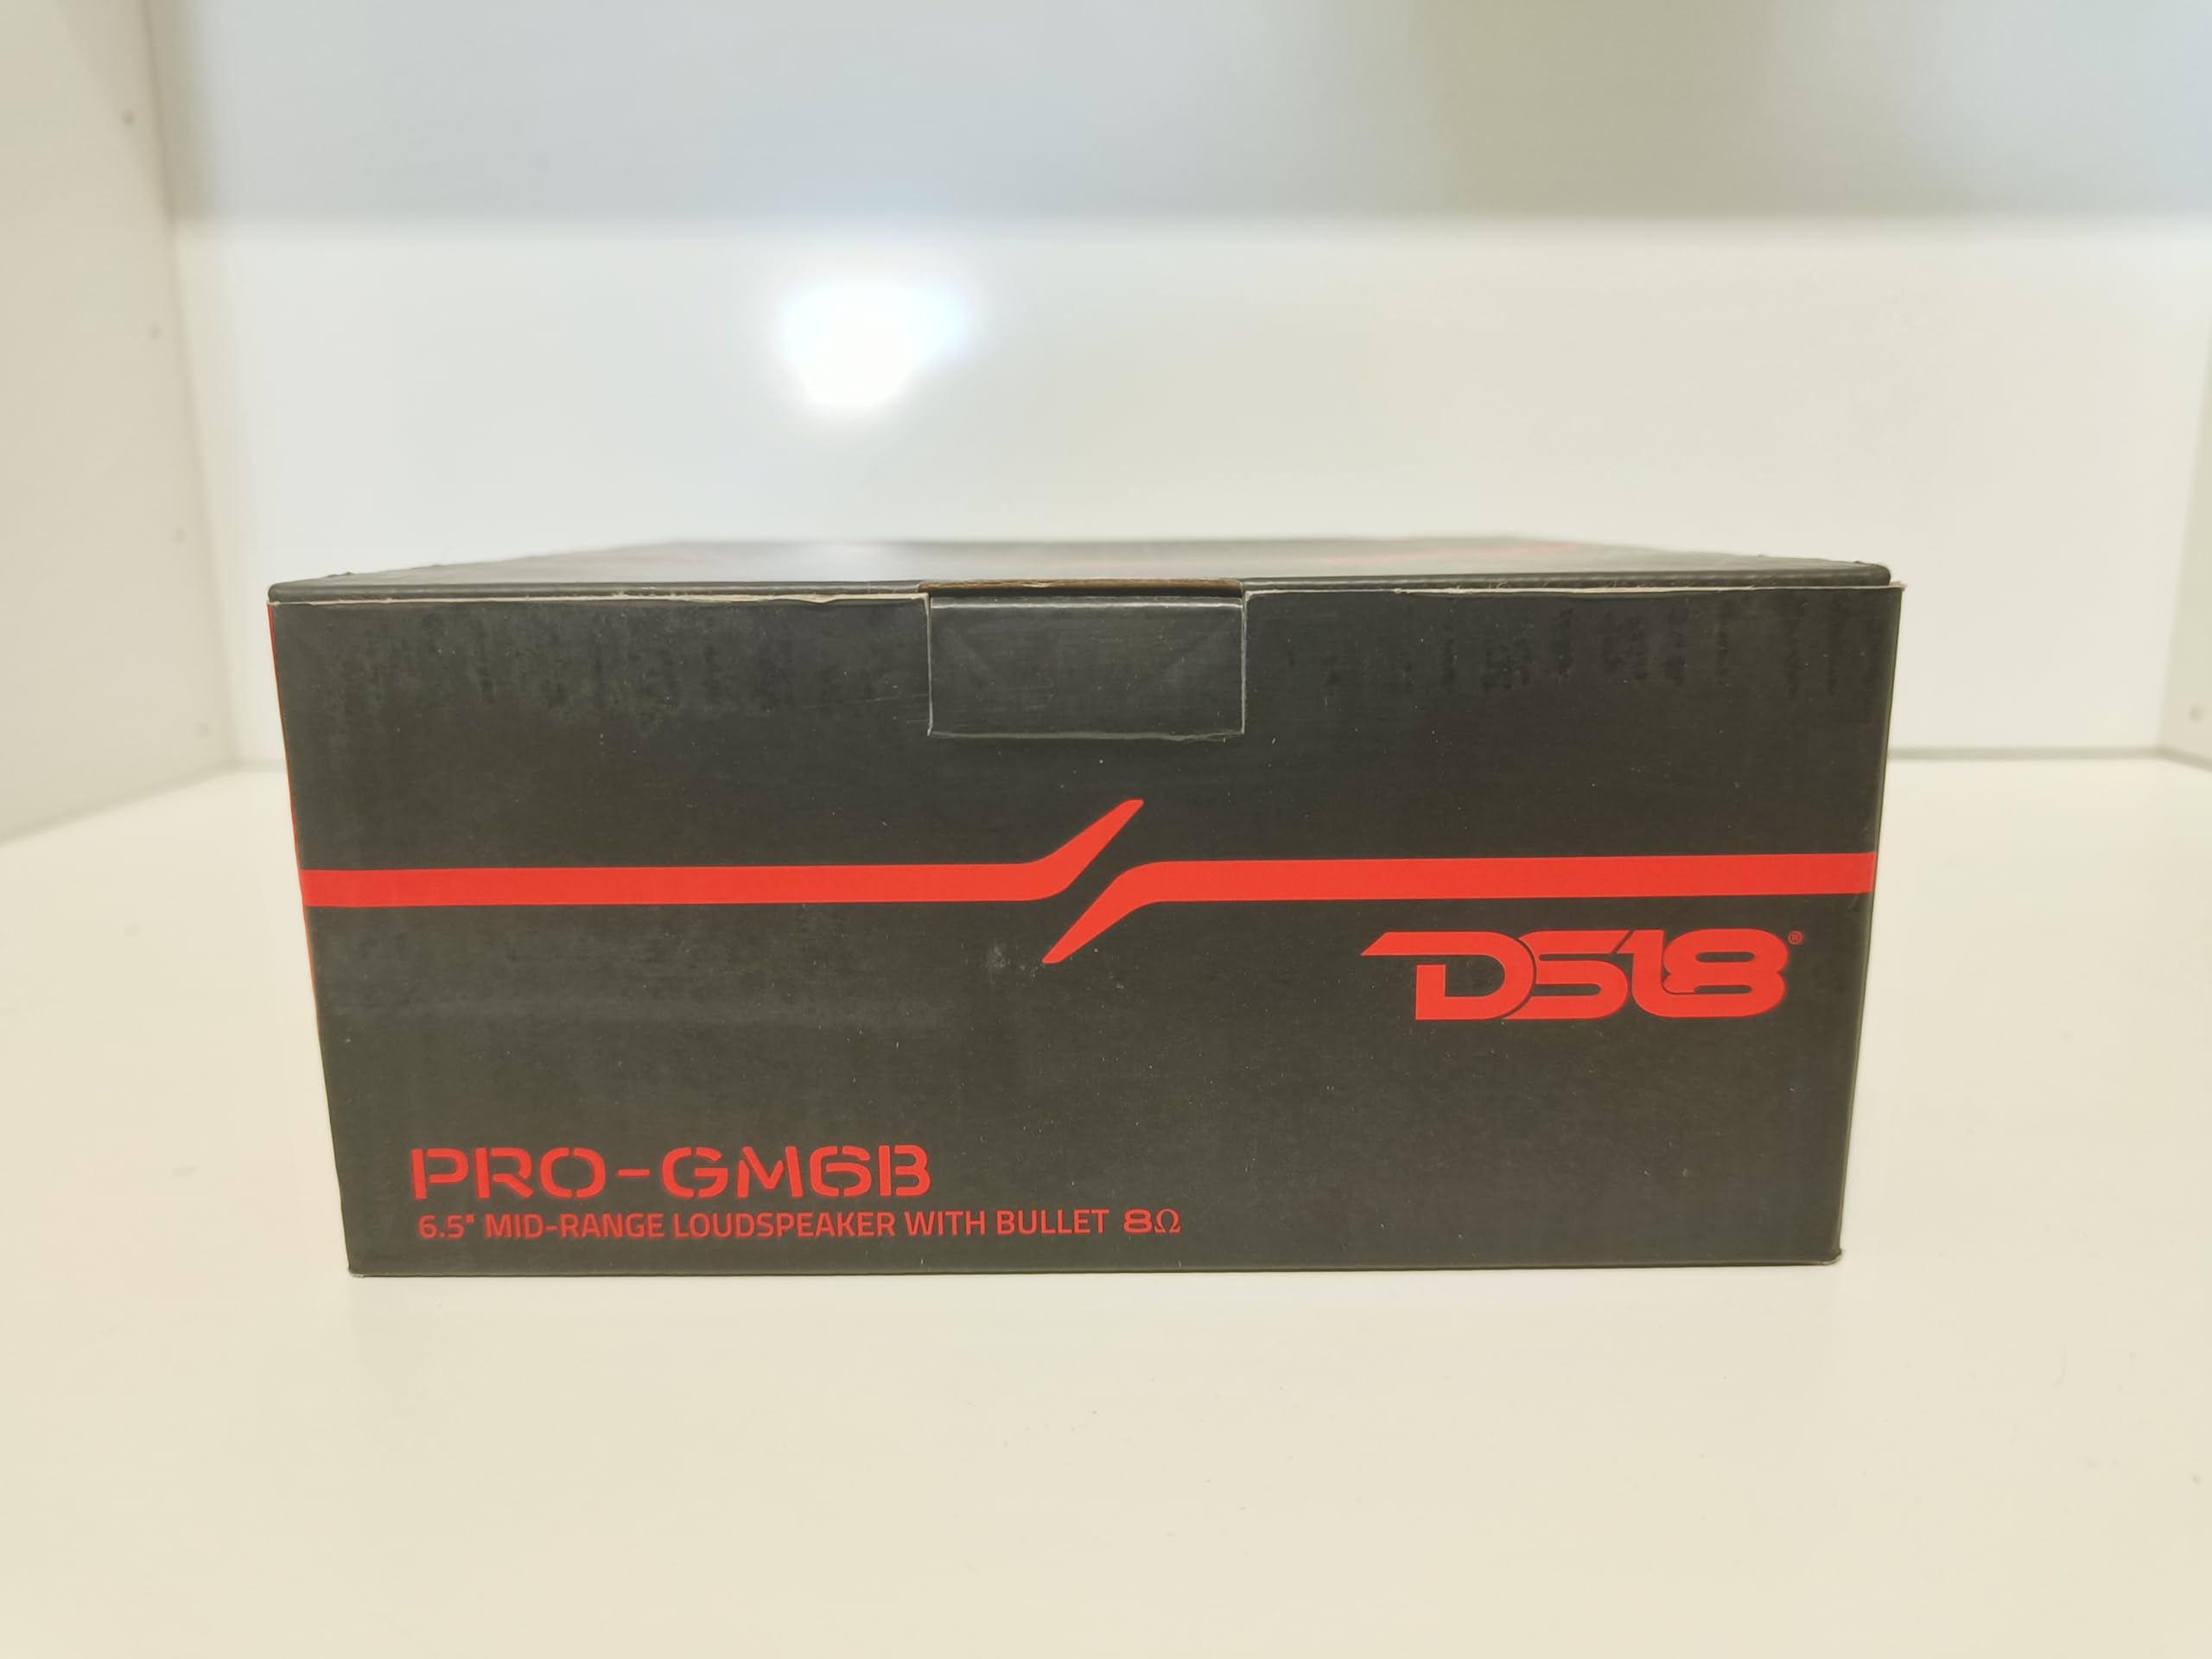 DS18®
PRO-GM6B
6.5" MID-RANGE LOUDSPEAKER WITH BULLET 8Ω